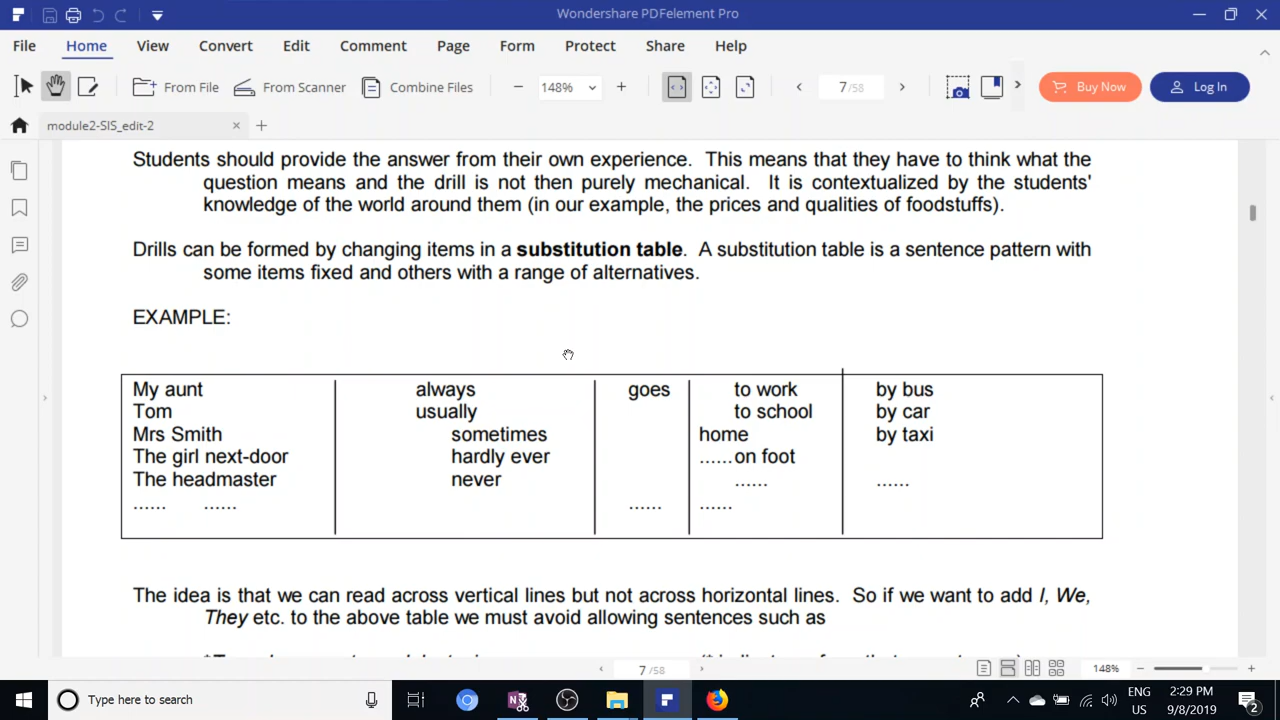 Wondershare PDFelement Pro
File Home View Convert Edit Comment Page Form Protect Share Help
From File From Scanner Combine Files 148% 7/58 Buy Now Log In
module2-SIS_edit-2
Students should provide the answer from their own experience. This means that they have to think what the
question means and the drill is not then purely mechanical. It is contextualized by the students'
knowledge of the world around them (in our example, the prices and qualities of foodstuffs).
Drills can be formed by changing items in a substitution table. A substitution table is a sentence pattern with
some items fixed and others with a range of alternatives.
EXAMPLE:
My aunt always goes to work by bus
Tom usually to school by car
Mrs Smith sometimes home by taxi
The girl next-door hardly ever ......on foot
The headmaster never ...... ......
...... ...... ...... ......
The idea is that we can read across vertical lines but not across horizontal lines. So if we want to add I, We,
They etc. to the above table we must avoid allowing sentences such as
7/58 148%
Type here to search
ENG
US
2:29 PM
9/8/2019
2